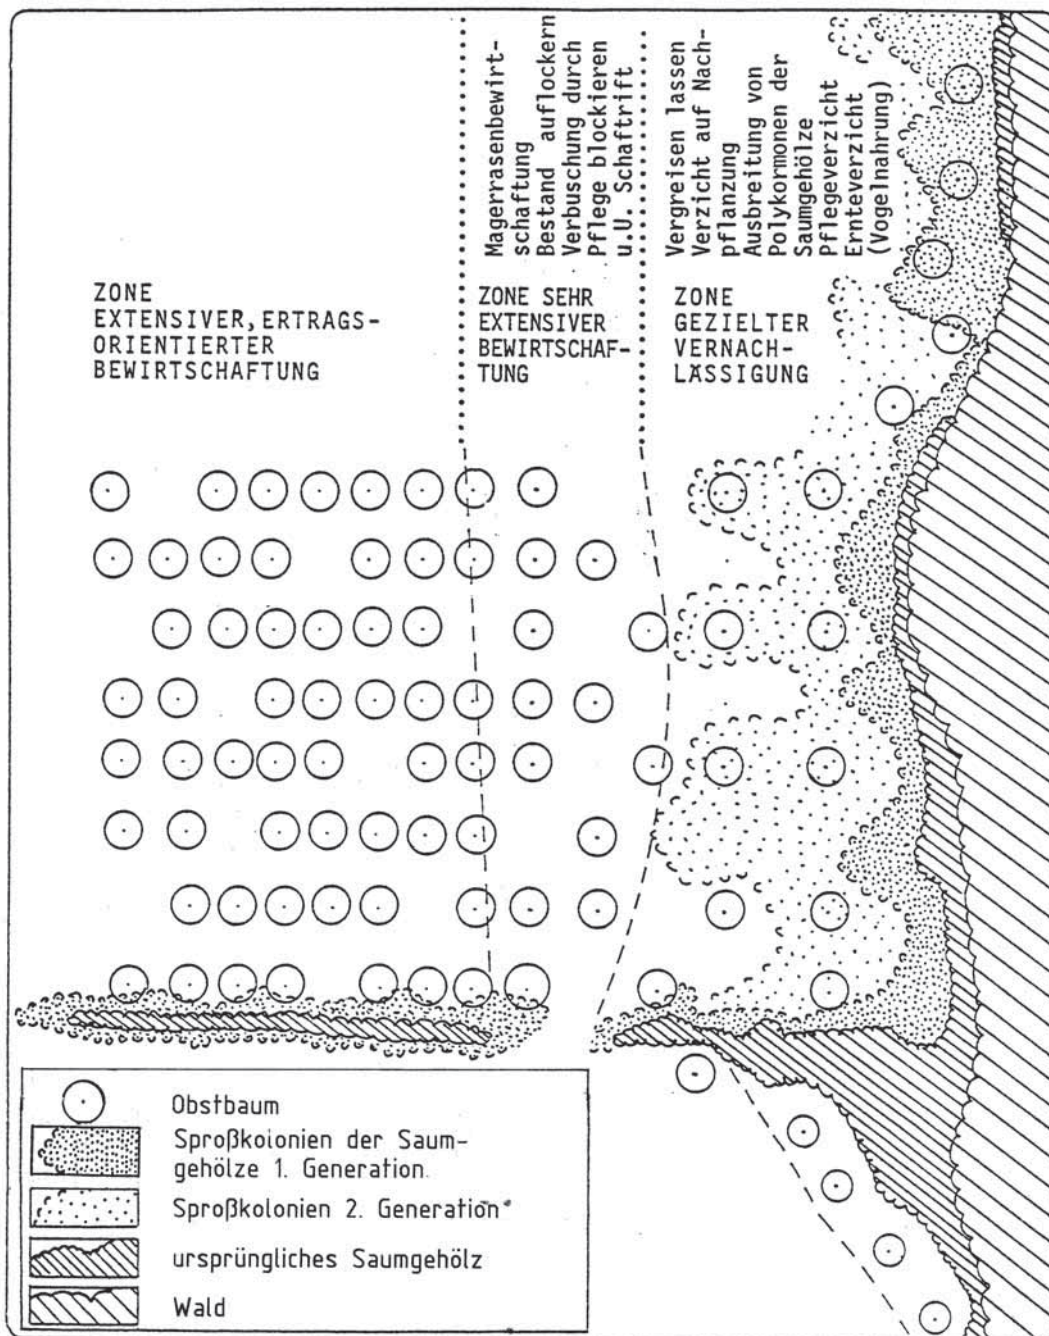 Magerrasenbewirt-
schaftung
Bestand auflockern
Verbuschung durch
Pflege blockieren
u.U. Schaftrift
Vergreisen lassen
Verzicht auf Nach-
pflanzung
Ausbreitung von
Polykormonen der
Saumgehölze
Pflegeverzicht
Ernteverzicht
(Vogelnahrung)
ZONE
EXTENSIVER, ERTRAGS-
ORIENTIERTER
BEWIRTSCHAFTUNG
ZONE SEHR
EXTENSIVER
BEWIRTSCHAF-
TUNG
ZONE
GEZIELTER
VERNACH-
LÄSSIGUNG
Obstbaum
Sproßkolonien der Saum-
gehölze 1. Generation.
Sproßkolonien 2. Generation
ursprüngliches Saumgehölz
Wald